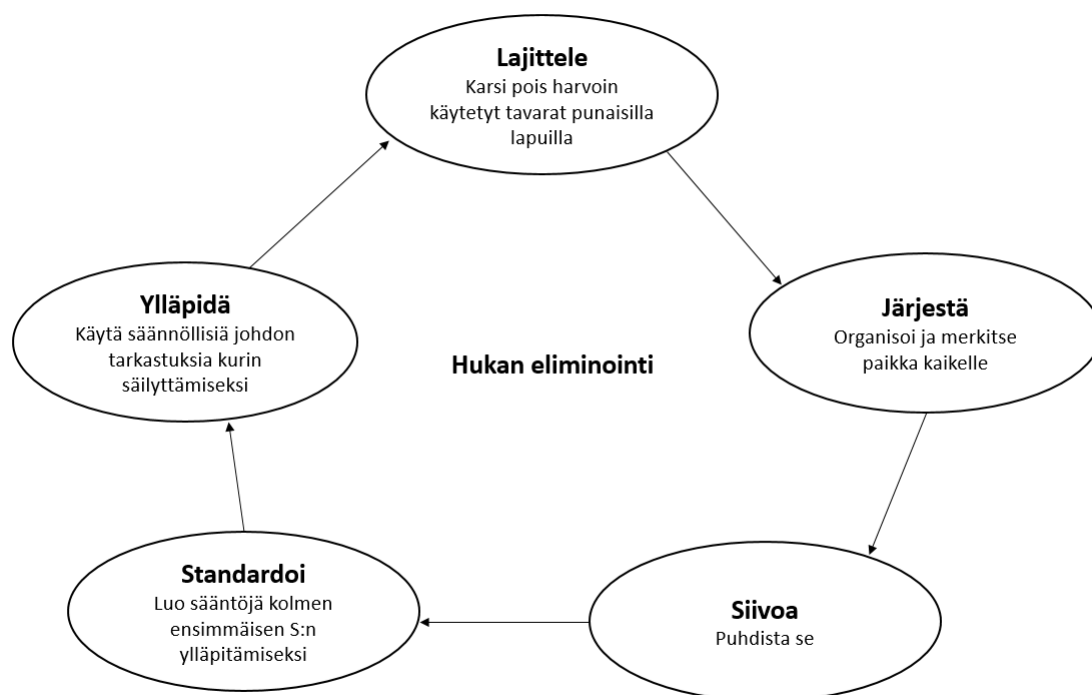 Lajittele
Karsi pois harvoin
käytetyt tavarat punaisilla
lapuilla
Järjestä
Organisoi ja merkitse
paikka kaikelle
Siivoa
Puhdista se
Standardoi
Luo sääntöjä kolmen
ensimmäisen S:n
ylläpitämiseksi
Ylläpidä
Käytä säännöllisiä johdon
tarkastuksia kurin
säilyttämiseksi
Hukan eliminointi